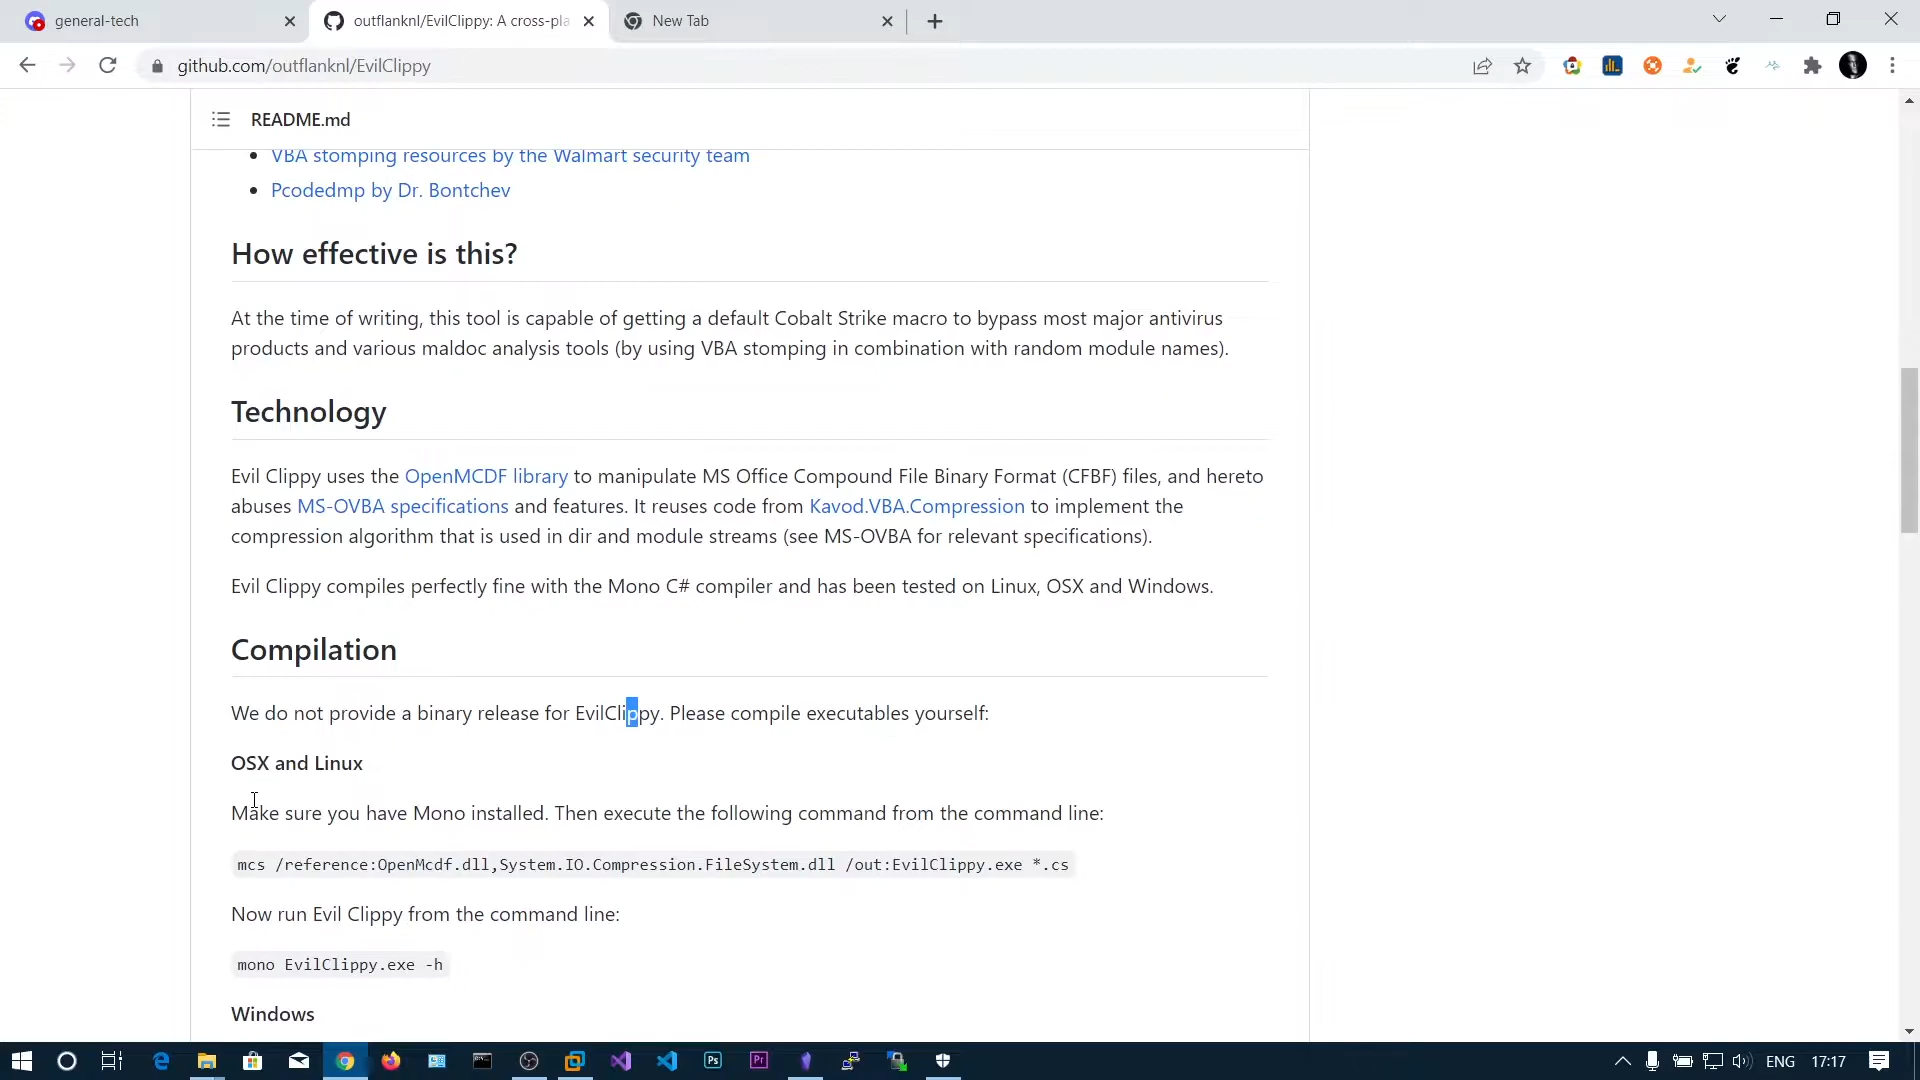 general-tech
outflanknl/EvilClippy: A cross-pla
New Tab
github.com/outflanknl/EvilClippy
README.md
VBA stomping resources by the Walmart security team
Pcodedmp by Dr. Bontchev
How effective is this?
At the time of writing, this tool is capable of getting a default Cobalt Strike macro to bypass most major antivirus
products and various maldoc analysis tools (by using VBA stomping in combination with random module names).
Technology
Evil Clippy uses the OpenMCDF library to manipulate MS Office Compound File Binary Format (CFBF) files, and hereto
abuses MS-OVBA specifications and features. It reuses code from Kavod.VBA.Compression to implement the
compression algorithm that is used in dir and module streams (see MS-OVBA for relevant specifications).
Evil Clippy compiles perfectly fine with the Mono C# compiler and has been tested on Linux, OSX and Windows.
Compilation
We do not provide a binary release for EvilClippy. Please compile executables yourself:
OSX and Linux
Make sure you have Mono installed. Then execute the following command from the command line:
mcs /reference:OpenMcdf.dll,System.IO.Compression.FileSystem.dll /out:EvilClippy.exe *.cs
Now run Evil Clippy from the command line:
mono EvilClippy.exe -h
Windows
Ps
Pr
ENG
17:17